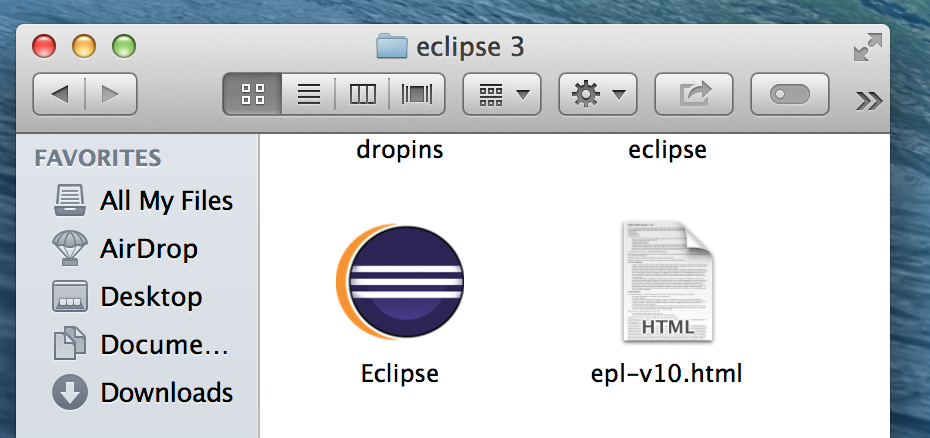 eclipse 3
FAVORITES
All My Files
AirDrop
Desktop
Docume...
Downloads
dropins
eclipse
Eclipse
HTML
epl-v10.html